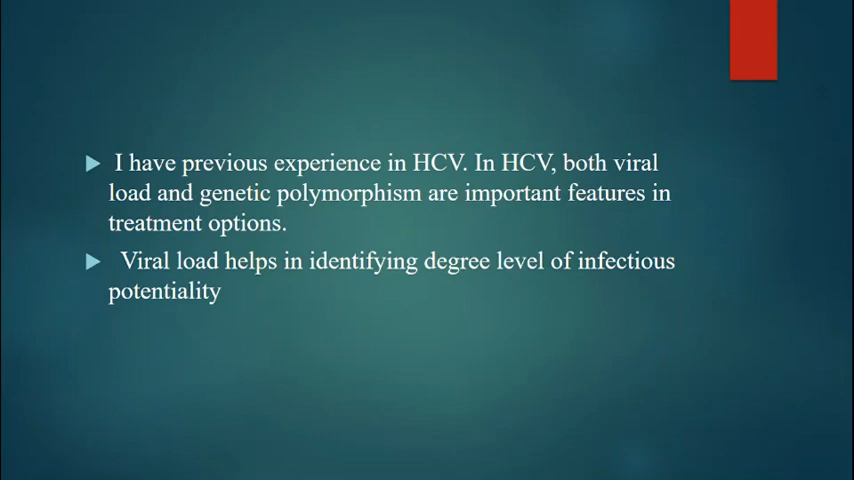 I have previous experience in HCV. In HCV, both viral
load and genetic polymorphism are important features in
treatment options.
Viral load helps in identifying degree level of infectious
potentiality